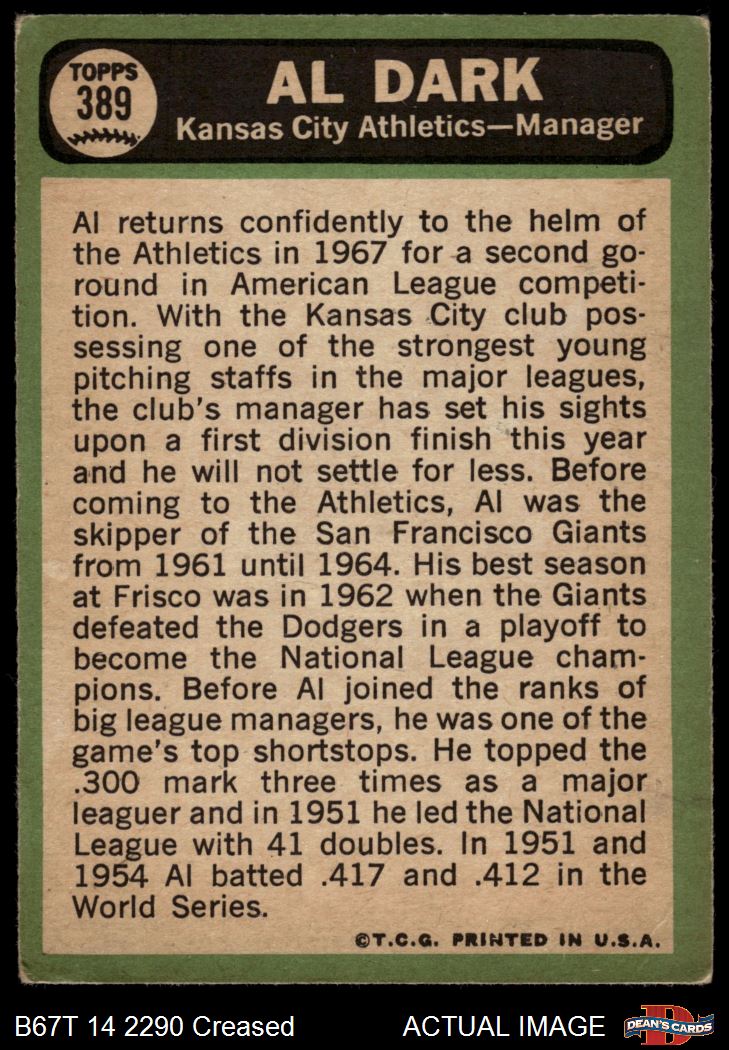 TOPPS
389
AL DARK
Kansas City Athletics—Manager
Al returns confidently to the helm of
the Athletics in 1967 for a second go-
round in American League competi-
tion. With the Kansas City club pos-
sessing one of the strongest young
pitching staffs in the major leagues,
the club's manager has set his sights
upon a first division finish this year
and he will not settle for less. Before
coming to the Athletics, Al was the
skipper of the San Francisco Giants
from 1961 until 1964. His best season
at Frisco was in 1962 when the Giants
defeated the Dodgers in a playoff to
become the National League cham-
pions. Before Al joined the ranks of
big league managers, he was one of the
game's top shortstops. He topped the
.300 mark three times as a major
leaguer and in 1951 he led the National
League with 41 doubles. In 1951 and
1954 Al batted .417 and .412 in the
World Series.
©T.C.G. PRINTED IN U.S.A.
B67T 14 2290 Creased
ACTUAL IMAGE
D
DEAN'S CARDS